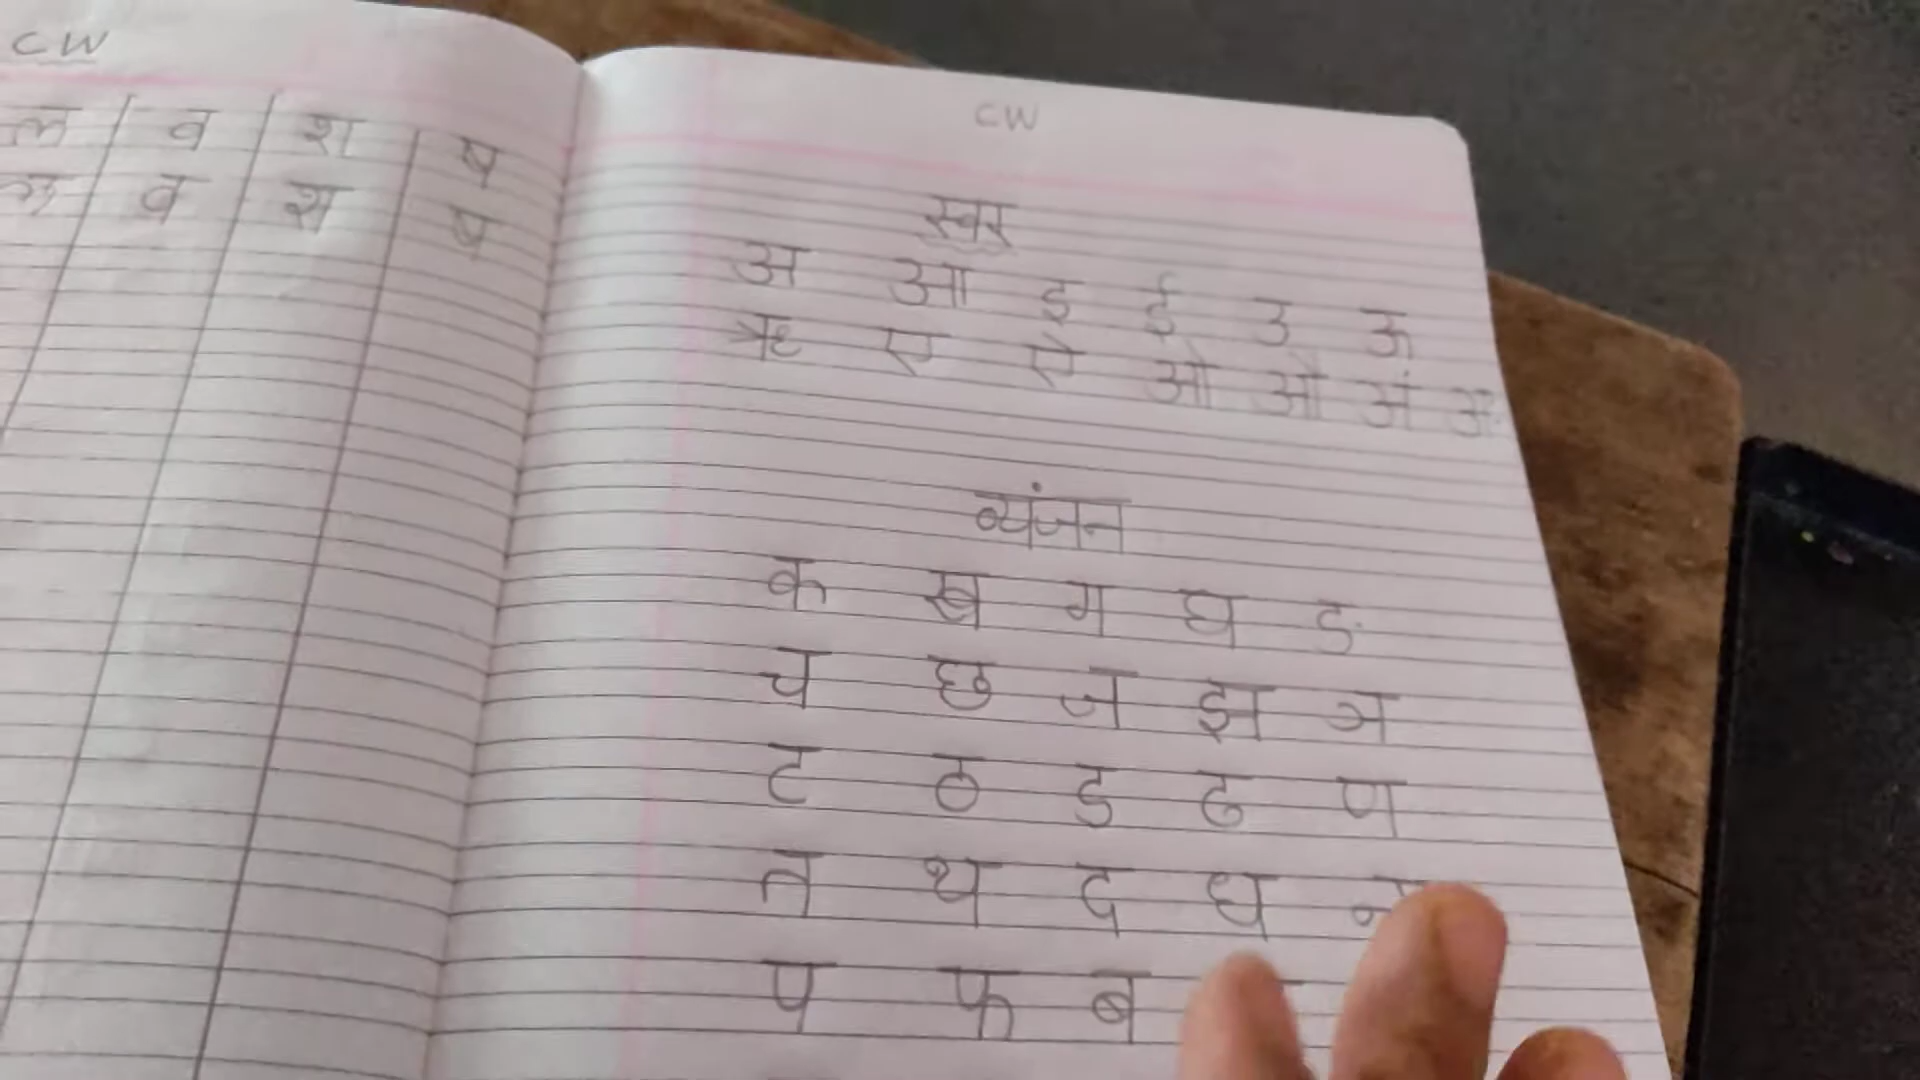 CW
ल व श ष
ल व श ष
CW
स्वर
अ आ इ ई उ ऊ
ऋ ए ऐ ओ औ अं अः
व्यंजन
क ख ग घ ङ
च छ ज झ ञ
ट ठ ड ढ ण
त थ द ध न
प फ ब